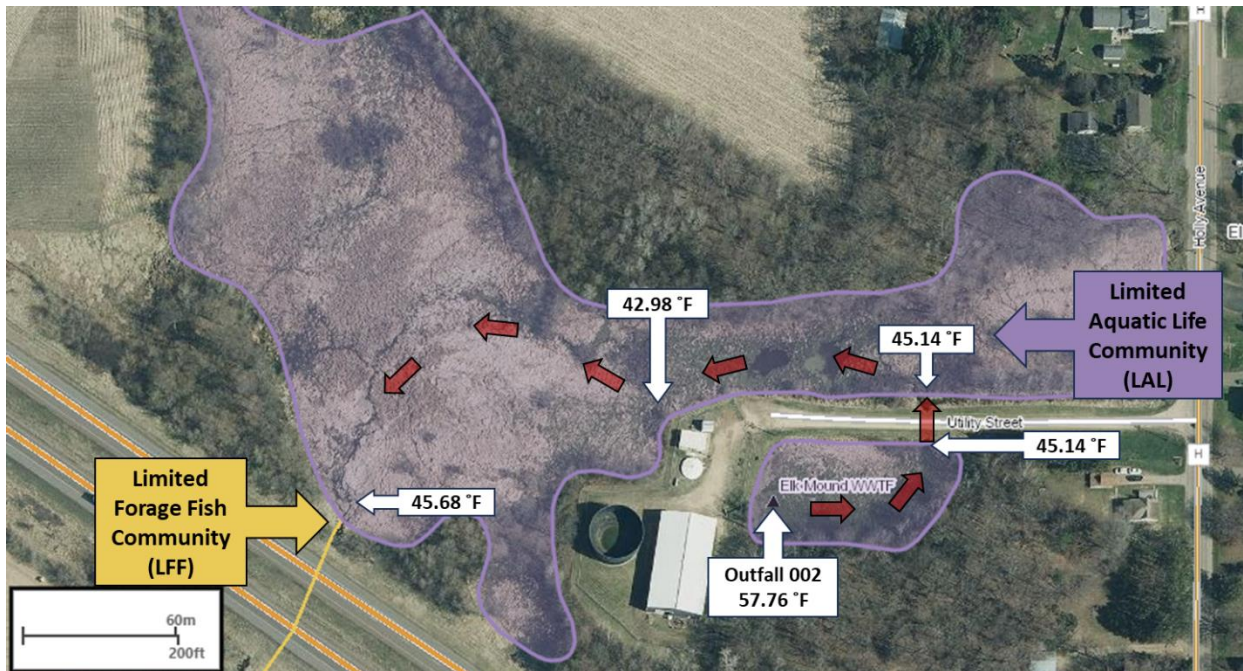 H
Holly Avenue
El
42.98 ˚F
45.14 ˚F
Limited
Aquatic Life
Community
(LAL)
Utility Street
45.14 ˚F
H
Elk Mound WWTF
45.68 ˚F
Limited
Forage Fish
Community
(LFF)
Outfall 002
57.76 ˚F
60m
200ft